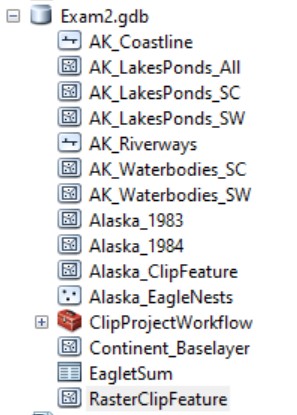 Exam2.gdb
AK_Coastline
AK_LakesPonds_All
AK_LakesPonds_SC
AK_LakesPonds_SW
AK_Riverways
AK_Waterbodies_SC
AK_Waterbodies_SW
Alaska_1983
Alaska_1984
Alaska_ClipFeature
Alaska_EagleNests
ClipProjectWorkflow
Continent_Baselayer
EagletSum
RasterClipFeature